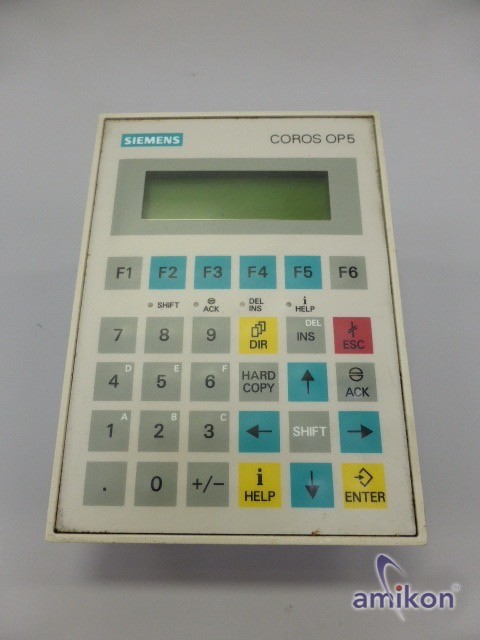 SIEMENS COROS OP5
F1 F2 F3 F4 F5 F6
SHIFT ACK DEL INS i HELP
7 8 9 DIR INS DEL ESC
4 D 5 E 6 F HARD COPY ACK
1 A 2 B 3 C SHIFT
. 0 +/- i HELP ENTER
amikon®